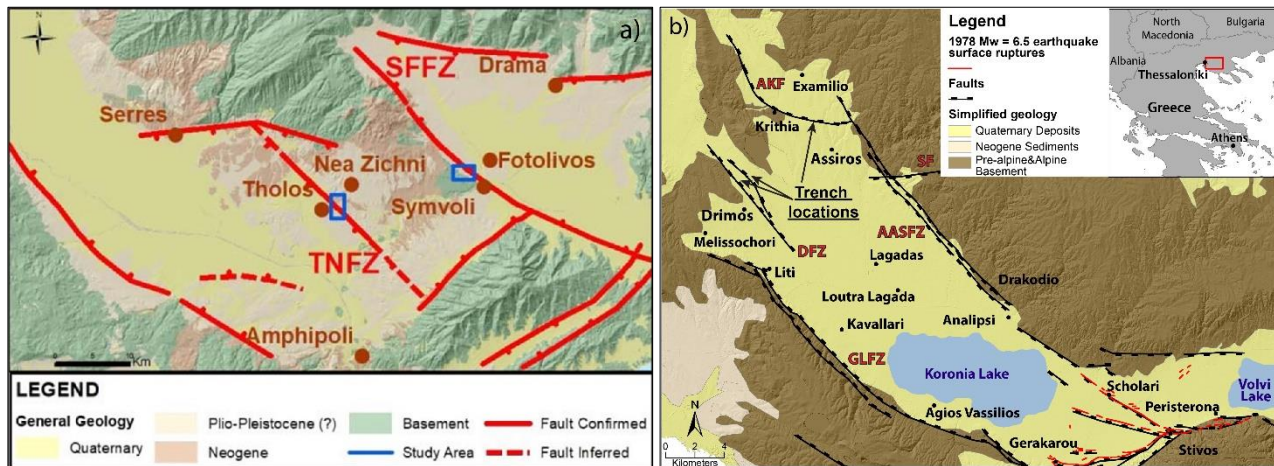 a)
SFFZ
Drama
Serres
Nea Zichni
Fotolivos
Tholos
Symvoli
TNFZ
Amphipoli
Km
LEGEND
General Geology
Quaternary
Plio-Pleistocene (?)
Neogene
Basement
Study Area
Fault Confirmed
Fault Inferred
b)
Legend
1978 Mw = 6.5 earthquake
surface ruptures
Faults
Simplified geology
Quaternary Deposits
Neogene Sediments
Pre-alpine&Alpine
Basement
North
Macedonia
Bulgaria
Albania
Thessaloniki
Greece
Athens
AKF
Examilio
Krithia
Assiros
SF
Trench
locations
Drimos
Melissochori
DFZ
AASFZ
Lagadas
Liti
Drakodio
Loutra Lagada
Kavallari
Analipsi
GLFZ
Koronia Lake
Scholari
Volvi
Lake
Peristerona
Agios Vassilios
Gerakarou
Stivos
N
0 1 2 4
Kilometers